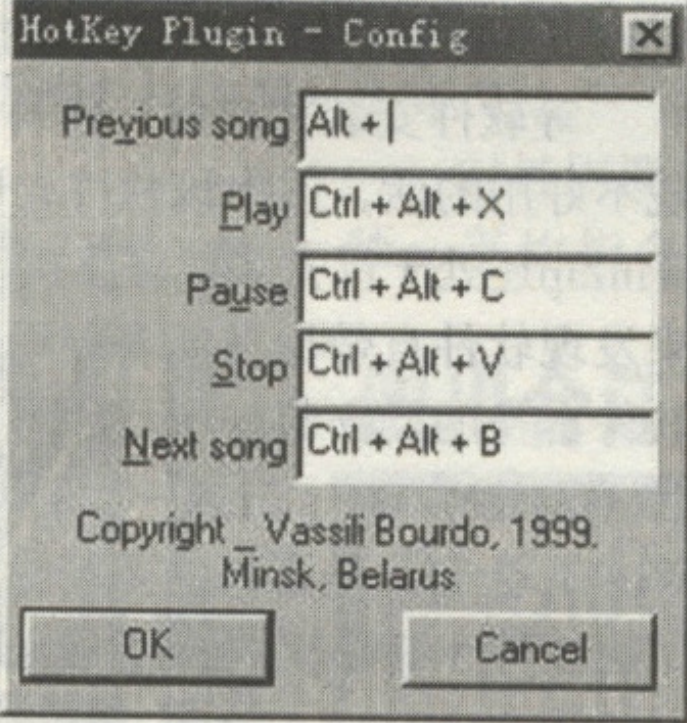 HotKey Plugin - Config
Previous song Alt +
Play Ctrl + Alt + X
Pause Ctrl + Alt + C
Stop Ctrl + Alt + V
Next song Ctrl + Alt + B
Copyright _ Vassili Bourdo, 1999.
Minsk, Belarus
OK Cancel